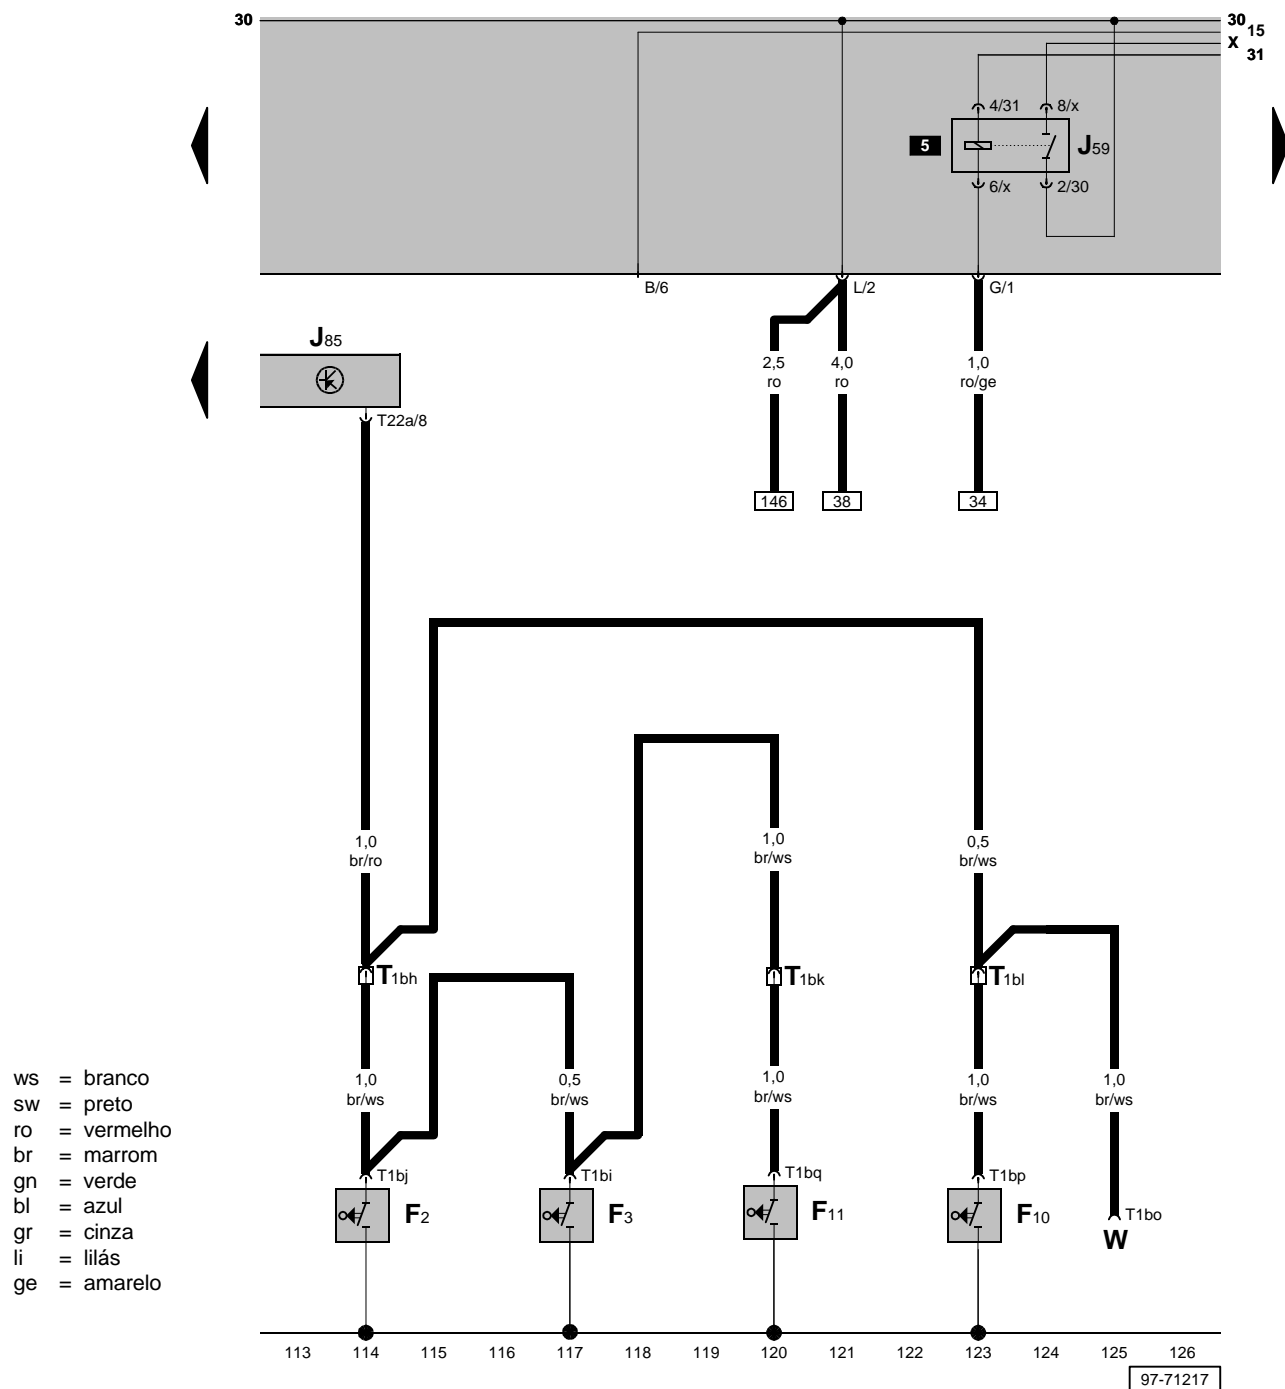 30
30
15
X
31
4/31
8/x
5
J59
6/x
2/30
B/6
L/2
G/1
J85
T22a/8
2,5
ro
4,0
ro
1,0
ro/ge
146
38
34
1,0
br/ro
1,0
br/ws
0,5
br/ws
T1bh
T1bk
T1bl
1,0
br/ws
0,5
br/ws
1,0
br/ws
1,0
br/ws
1,0
br/ws
T1bj
T1bi
T1bq
T1bp
T1bo
F2
F3
F11
F10
W
ws = branco
sw = preto
ro = vermelho
br = marrom
gn = verde
bl = azul
gr = cinza
li = lilás
ge = amarelo
113 114 115 116 117 118 119 120 121 122 123 124 125 126
97-71217